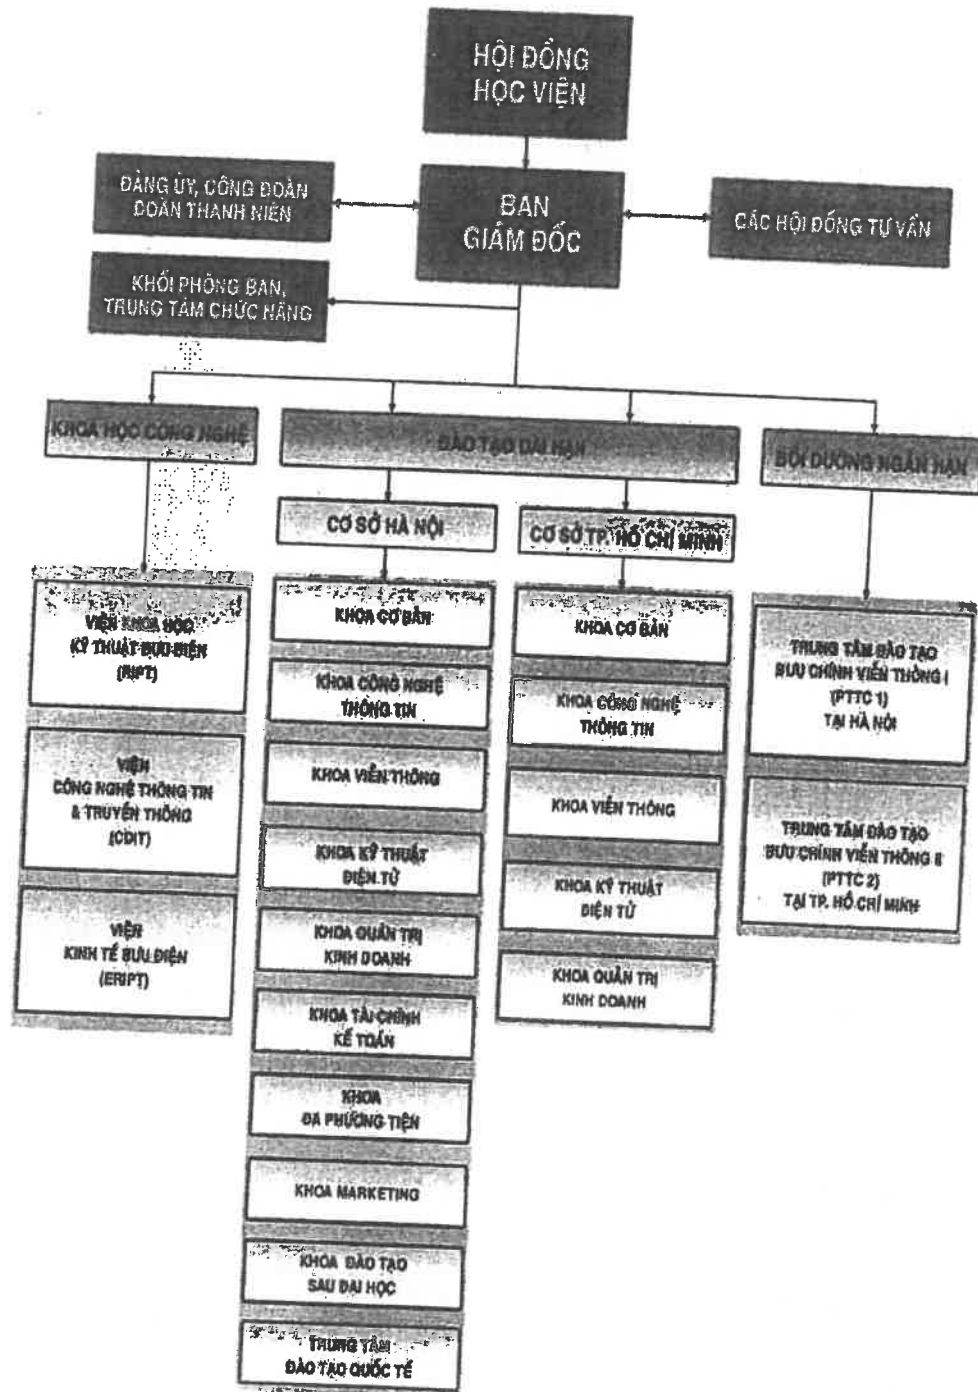 HỘI ĐỒNG
HỌC VIỆN
ĐẢNG ỦY, CÔNG ĐOÀN
ĐOÀN THANH NIÊN
BAN
GIÁM ĐỐC
CÁC HỘI ĐỒNG TƯ VẤN
KHỐI PHÒNG BAN,
TRUNG TÂM CHỨC NĂNG
KHOA HỌC CÔNG NGHỆ
ĐÀO TẠO DÀI HẠN
BỒI DƯỠNG NGẮN HẠN
CƠ SỞ HÀ NỘI
CƠ SỞ TP. HỒ CHÍ MINH
VIỆN KHOA HỌC
KỸ THUẬT BƯU ĐIỆN
(RIPT)
VIỆN
CÔNG NGHỆ THÔNG TIN
& TRUYỀN THÔNG
(CDIT)
VIỆN
KINH TẾ BƯU ĐIỆN
(ERIPT)
KHOA CƠ BẢN
KHOA CÔNG NGHỆ
THÔNG TIN
KHOA VIỄN THÔNG
KHOA KỸ THUẬT
ĐIỆN TỬ
KHOA QUẢN TRỊ
KINH DOANH
KHOA TÀI CHÍNH
KẾ TOÁN
KHOA
ĐA PHƯƠNG TIỆN
KHOA MARKETING
KHOA ĐÀO TẠO
SAU ĐẠI HỌC
TRUNG TÂM
ĐÀO TẠO QUỐC TẾ
KHOA CƠ BẢN
KHOA CÔNG NGHỆ
THÔNG TIN
KHOA VIỄN THÔNG
KHOA KỸ THUẬT
ĐIỆN TỬ
KHOA QUẢN TRỊ
KINH DOANH
TRUNG TÂM ĐÀO TẠO
BƯU CHÍNH VIỄN THÔNG I
(PTTC 1)
TẠI HÀ NỘI
TRUNG TÂM ĐÀO TẠO
BƯU CHÍNH VIỄN THÔNG II
(PTTC 2)
TẠI TP. HỒ CHÍ MINH